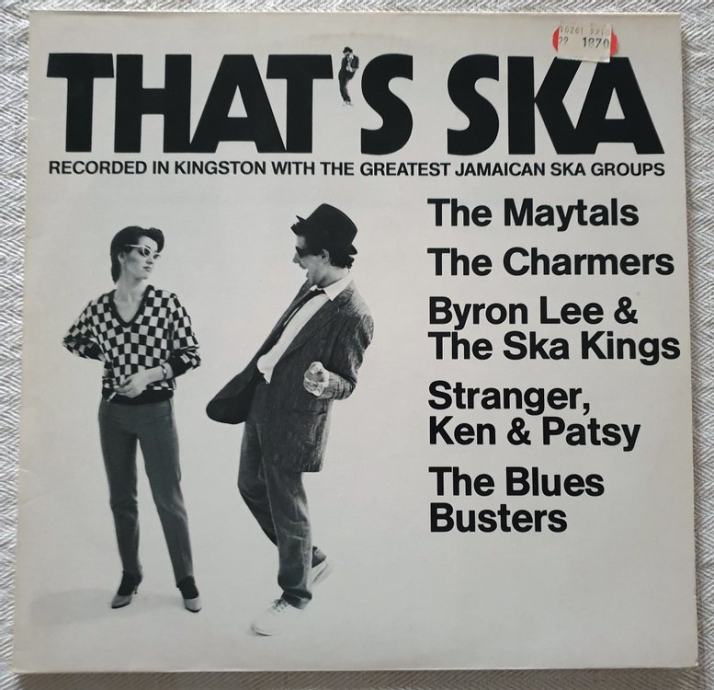 THAT'S SKA
RECORDED IN KINGSTON WITH THE GREATEST JAMAICAN SKA GROUPS
The Maytals
The Charmers
Byron Lee &
The Ska Kings
Stranger,
Ken & Patsy
The Blues
Busters